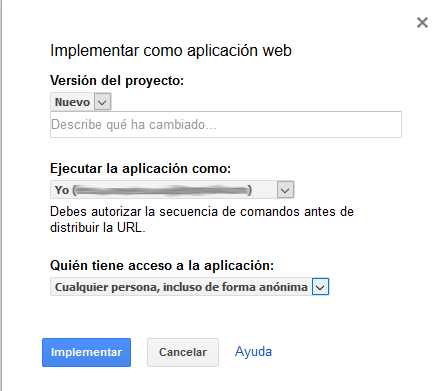 Implementar como aplicación web
Versión del proyecto:
Nuevo
Describe qué ha cambiado...
Ejecutar la aplicación como:
Yo ( )
Debes autorizar la secuencia de comandos antes de
distribuir la URL.
Quién tiene acceso a la aplicación:
Cualquier persona, incluso de forma anónima
Implementar Cancelar Ayuda